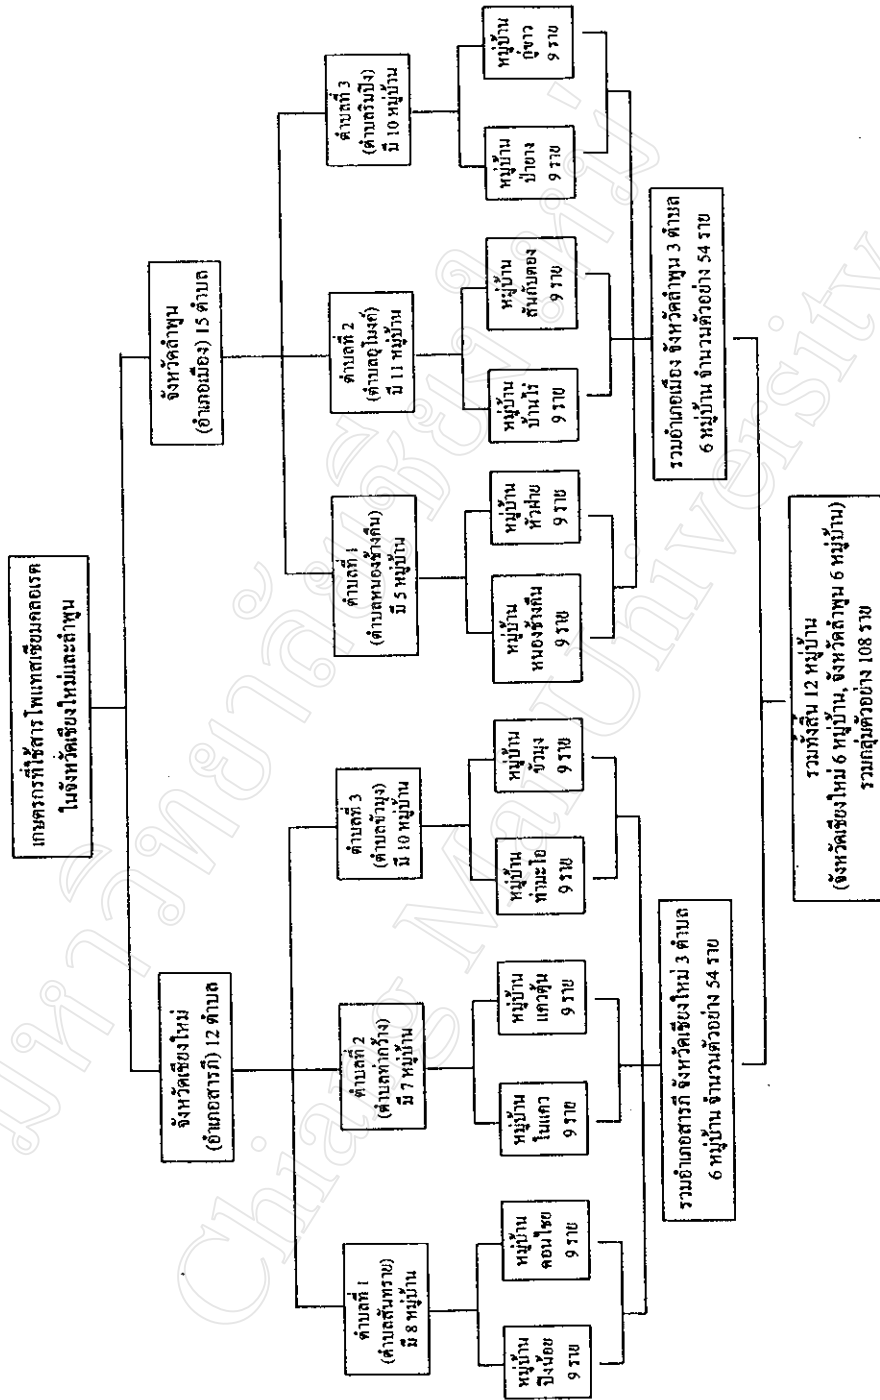 เกษตรกรที่ใช้สารโพแทสเซียมคลอเรต
ในจังหวัดเชียงใหม่และลำพูน
จังหวัดเชียงใหม่
(อำเภอสารภี) 12 ตำบล
จังหวัดลำพูน
(อำเภอเมือง) 15 ตำบล
ตำบลที่ 1
(ตำบลสันทราย)
มี 8 หมู่บ้าน
ตำบลที่ 2
(ตำบลท่ากว้าง)
มี 7 หมู่บ้าน
ตำบลที่ 3
(ตำบลขัวมุง)
มี 10 หมู่บ้าน
ตำบลที่ 1
(ตำบลหนองช้างคืน)
มี 5 หมู่บ้าน
ตำบลที่ 2
(ตำบลอุโมงค์)
มี 11 หมู่บ้าน
ตำบลที่ 3
(ตำบลริมปิง)
มี 10 หมู่บ้าน
หมู่บ้าน
ปิงน้อย
9 ราย
หมู่บ้าน
ดอนไชย
9 ราย
หมู่บ้าน
ในแคว
9 ราย
หมู่บ้าน
แควตุ้น
9 ราย
หมู่บ้าน
ท่ามะโอ
9 ราย
หมู่บ้าน
ขัวมุง
9 ราย
หมู่บ้าน
หนองช้างคืน
9 ราย
หมู่บ้าน
หัวฝาย
9 ราย
หมู่บ้าน
บ้านไร่
9 ราย
หมู่บ้าน
สันกับตอง
9 ราย
หมู่บ้าน
ป่ายาง
9 ราย
หมู่บ้าน
กู่ขาว
9 ราย
รวมอำเภอสารภี จังหวัดเชียงใหม่ 3 ตำบล
6 หมู่บ้าน จำนวนตัวอย่าง 54 ราย
รวมอำเภอเมือง จังหวัดลำพูน 3 ตำบล
6 หมู่บ้าน จำนวนตัวอย่าง 54 ราย
รวมทั้งสิ้น 12 หมู่บ้าน
(จังหวัดเชียงใหม่ 6 หมู่บ้าน, จังหวัดลำพูน 6 หมู่บ้าน)
รวมกลุ่มตัวอย่าง 108 ราย
มหาวิทยาลัยเชียงใหม่
Chiang Mai University